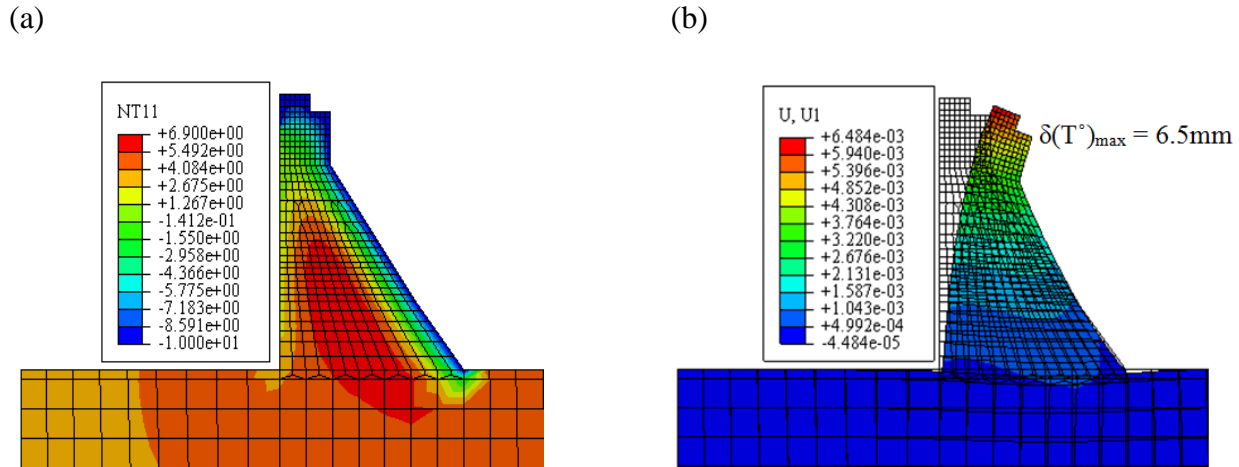 (a)
(b)
NT11
+6.900e+00
+5.492e+00
+4.084e+00
+2.675e+00
+1.267e+00
-1.412e-01
-1.550e+00
-2.958e+00
-4.366e+00
-5.775e+00
-7.183e+00
-8.591e+00
-1.000e+01
U, U1
+6.484e-03
+5.940e-03
+5.396e-03
+4.852e-03
+4.308e-03
+3.764e-03
+3.220e-03
+2.676e-03
+2.131e-03
+1.587e-03
+1.043e-03
+4.992e-04
-4.484e-05
δ(T˚)max = 6.5mm